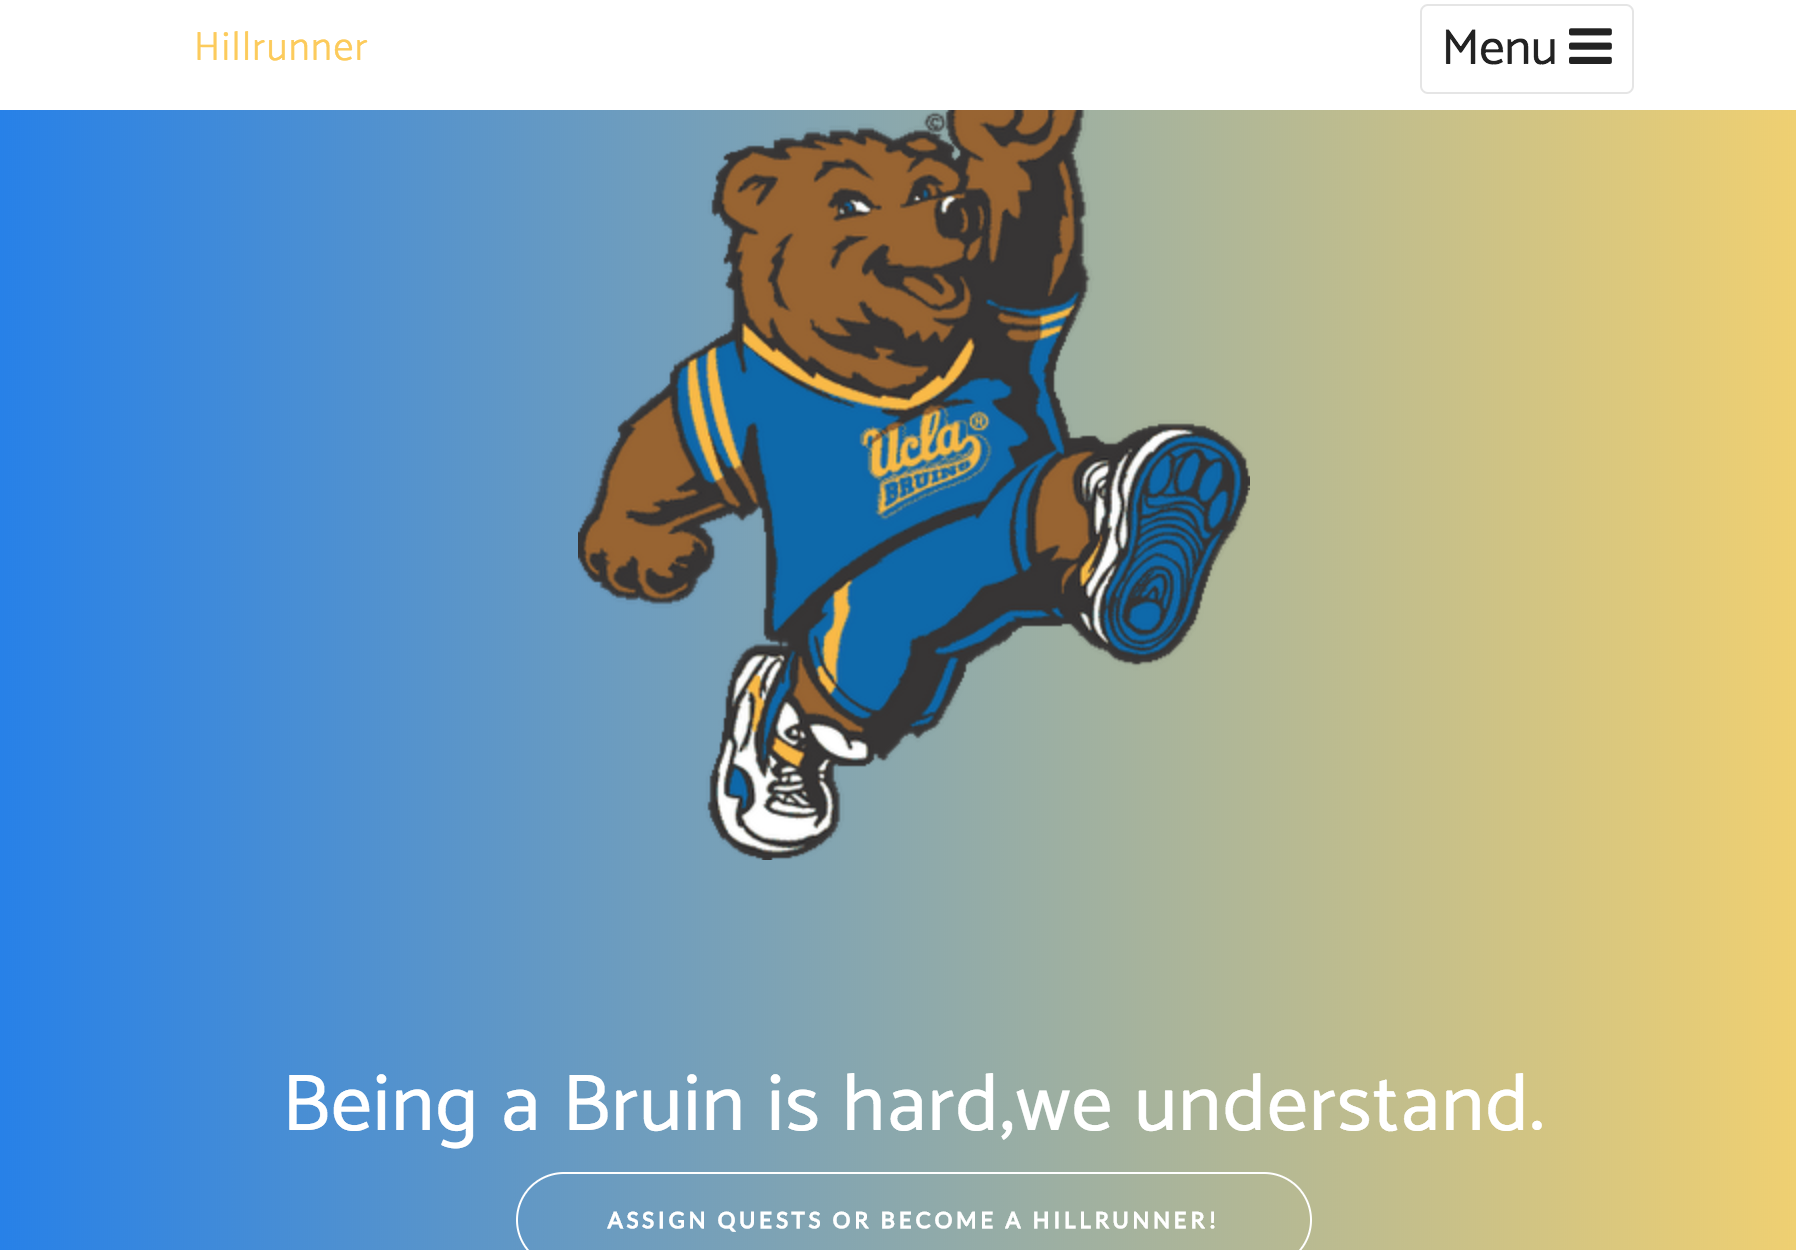 Hillrunner
Menu
©
Ucla ®
BRUINS
Being a Bruin is hard,we understand.
ASSIGN QUESTS OR BECOME A HILLRUNNER!